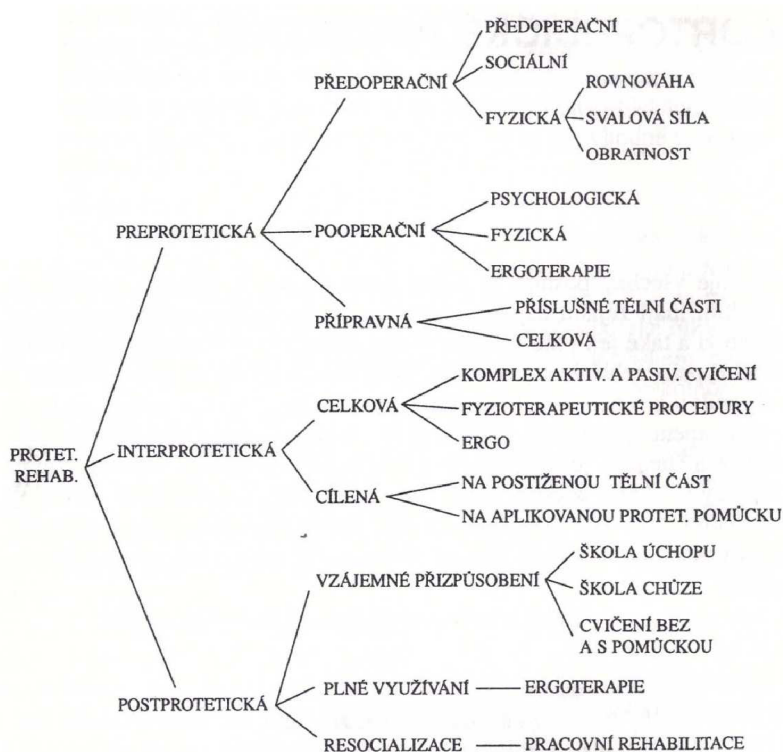 PŘEDOPERAČNÍ
SOCIÁLNÍ
PŘEDOPERAČNÍ
ROVNOVÁHA
FYZICKÁ
SVALOVÁ SÍLA
OBRATNOST
PSYCHOLOGICKÁ
PREPROTETICKÁ
POOPERAČNÍ
FYZICKÁ
ERGOTERAPIE
PŘÍPRAVNÁ
PŘÍSLUŠNÉ TĚLNÍ ČÁSTI
CELKOVÁ
KOMPLEX AKTIV. A PASIV. CVIČENÍ
CELKOVÁ
FYZIOTERAPEUTICKÉ PROCEDURY
ERGO
PROTET.
REHAB.
INTERPROTETICKÁ
CÍLENÁ
NA POSTIŽENOU TĚLNÍ ČÁST
NA APLIKOVANOU PROTET. POMŮCKU
ŠKOLA ÚCHOPU
VZÁJEMNÉ PŘIZPŮSOBENÍ
ŠKOLA CHŮZE
CVIČENÍ BEZ
A S POMŮCKOU
POSTPROTETICKÁ
PLNÉ VYUŽÍVÁNÍ
ERGOTERAPIE
RESOCIALIZACE
PRACOVNÍ REHABILITACE